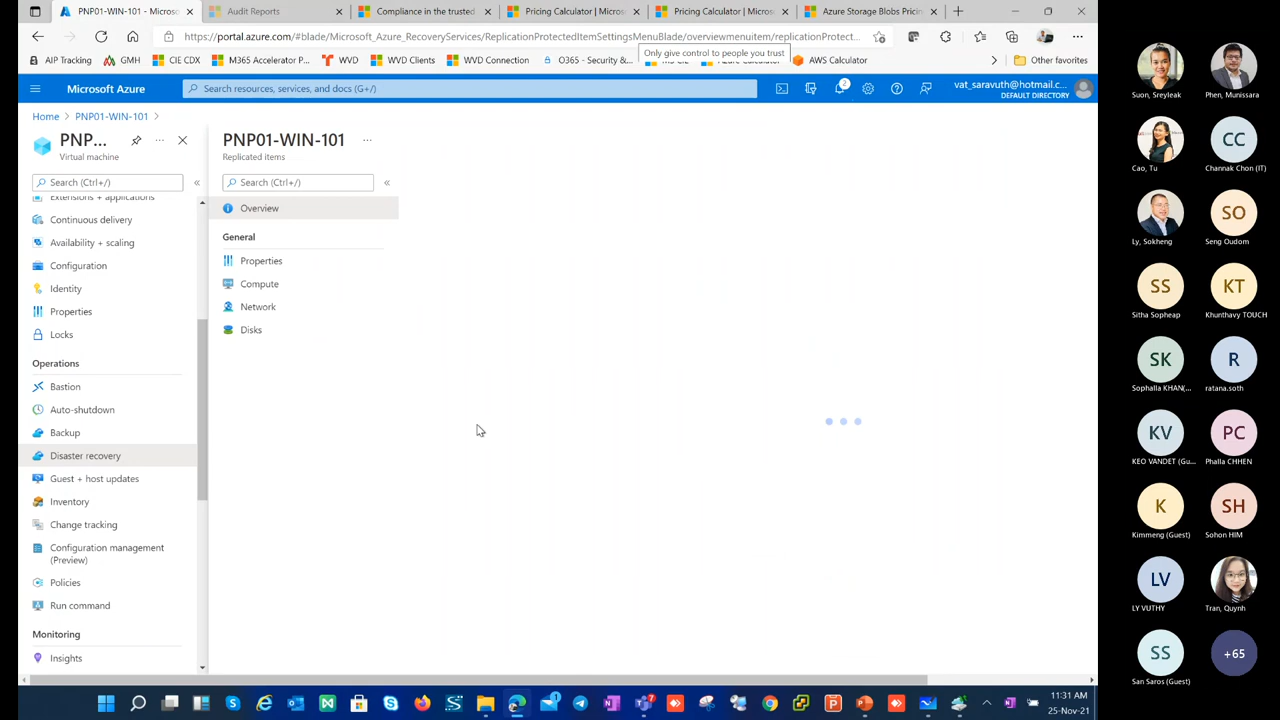 PNP01-WIN-101 - Microso
Audit Reports
Compliance in the trusted
Pricing Calculator | Micros
Pricing Calculator | Micros
Azure Storage Blobs Pricin
https://portal.azure.com/#blade/Microsoft_Azure_RecoveryServices/ReplicationProtectedItemSettingsMenuBlade/overviewmenuitem/replicationProtect...
Only give control to people you trust
AIP Tracking
GMH
CIE CDX
M365 Accelerator P...
WVD
WVD Clients
WVD Connection
O365 - Security &...
AWS Calculator
Other favorites
Microsoft Azure
Search resources, services, and docs (G+/)
2
vat_saravuth@hotmail.c...
DEFAULT DIRECTORY
Home > PNP01-WIN-101 >
PNP...
Virtual machine
Search (Ctrl+/)
Extensions + applications
Continuous delivery
Availability + scaling
Configuration
Identity
Properties
Locks
Operations
Bastion
Auto-shutdown
Backup
Disaster recovery
Guest + host updates
Inventory
Change tracking
Configuration management
(Preview)
Policies
Run command
Monitoring
Insights
PNP01-WIN-101
Replicated items
Search (Ctrl+/)
Overview
General
Properties
Compute
Network
Disks
Suon, Sreyleak
Phen, Munissara
Cao, Tu
CC
Channak Chon (IT)
Ly, Sokheng
SO
Seng Oudom
SS
Sitha Sopheap
KT
Khunthavy TOUCH
SK
Sophalla KHAN(...
R
ratana.soth
KV
KEO VANDET (Gu...
PC
Phalla CHHEN
K
Kimmeng (Guest)
SH
Sohon HIM
LV
LY VUTHY
Tran, Quynh
SS
San Saros (Guest)
+65
1
7
11:31 AM
25-Nov-21